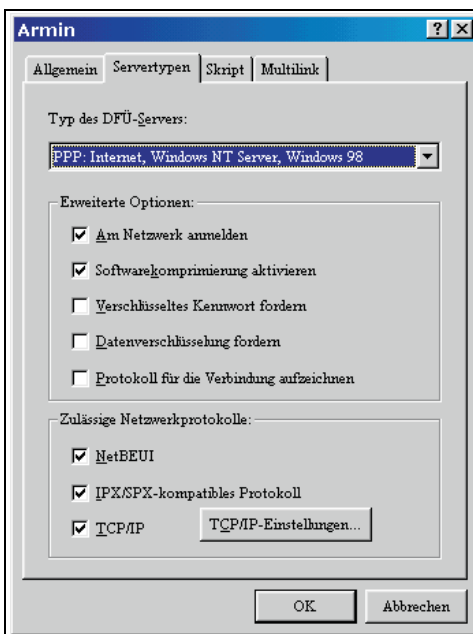 Armin
Allgemein Servertypen Skript Multilink
Typ des DFÜ-Servers:
PPP: Internet, Windows NT Server, Windows 98
Erweiterte Optionen:
Am Netzwerk anmelden
Softwarekomprimierung aktivieren
Verschlüsseltes Kennwort fordern
Datenverschlüsselung fordern
Protokoll für die Verbindung aufzeichnen
Zulässige Netzwerkprotokolle:
NetBEUI
IPX/SPX-kompatibles Protokoll
TCP/IP TCP/IP-Einstellungen...
OK Abbrechen